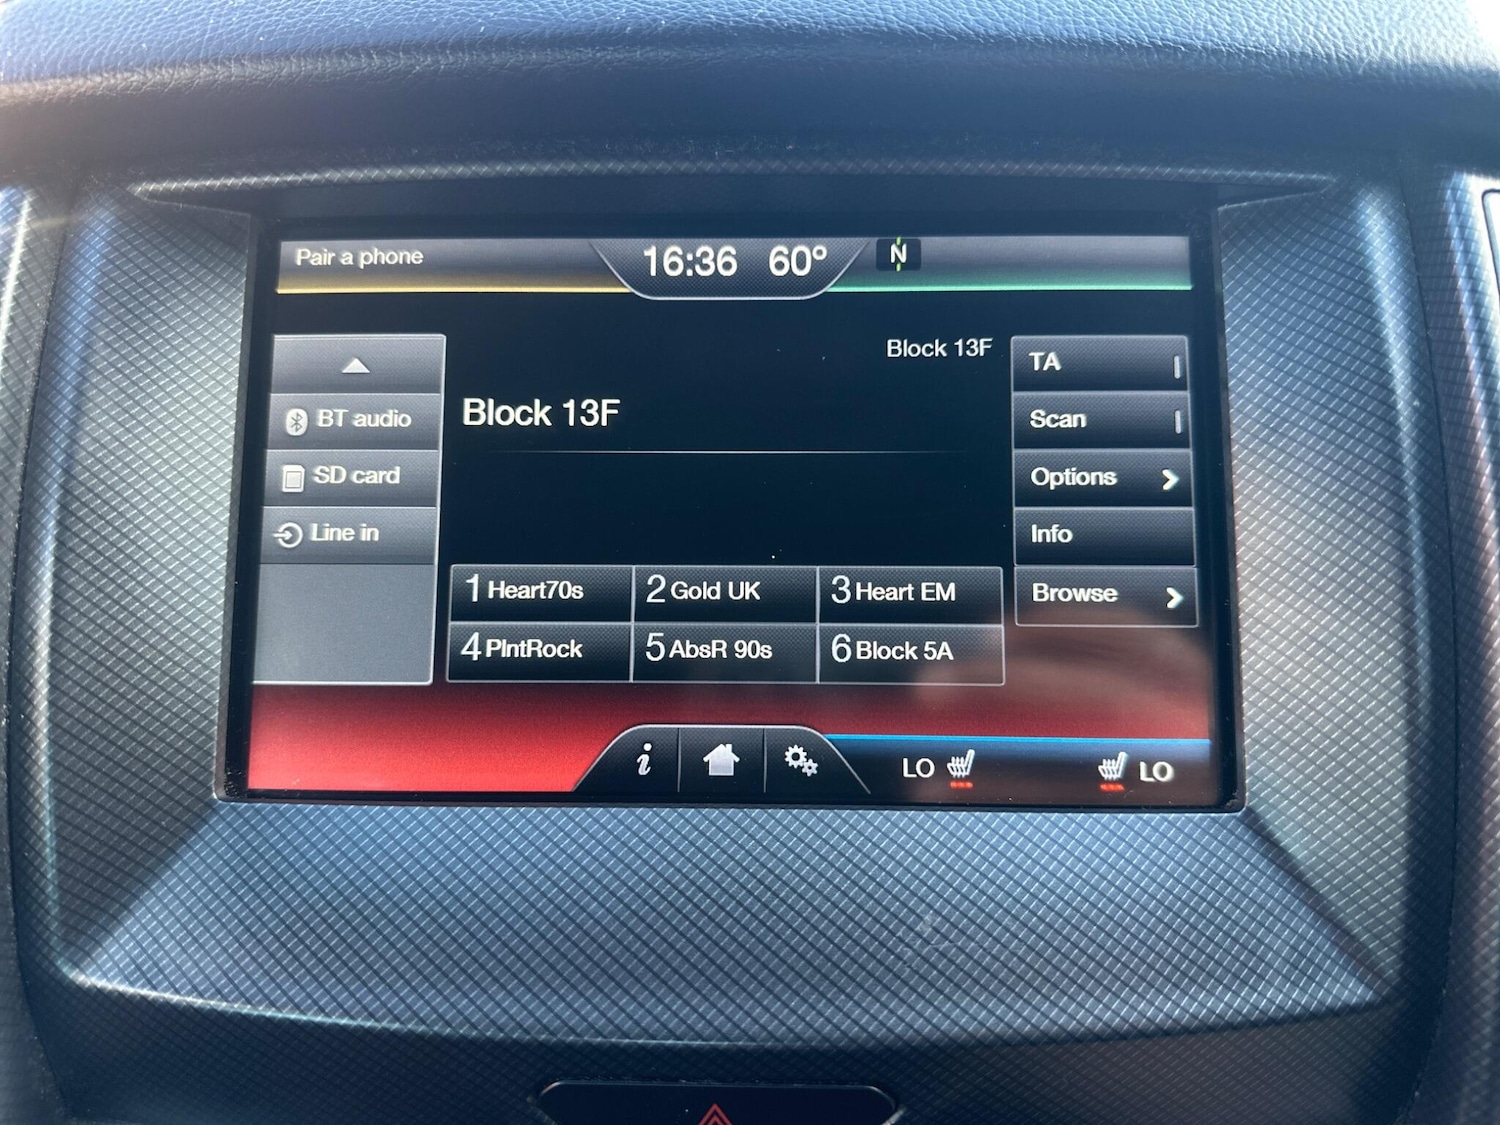 Pair a phone
16:36 60°
N
Block 13F
BT audio
SD card
Line in
Block 13F
1 Heart70s
2 Gold UK
3 Heart EM
4 PlntRock
5 AbsR 90s
6 Block 5A
TA
Scan
Options
Info
Browse
i
LO
LO